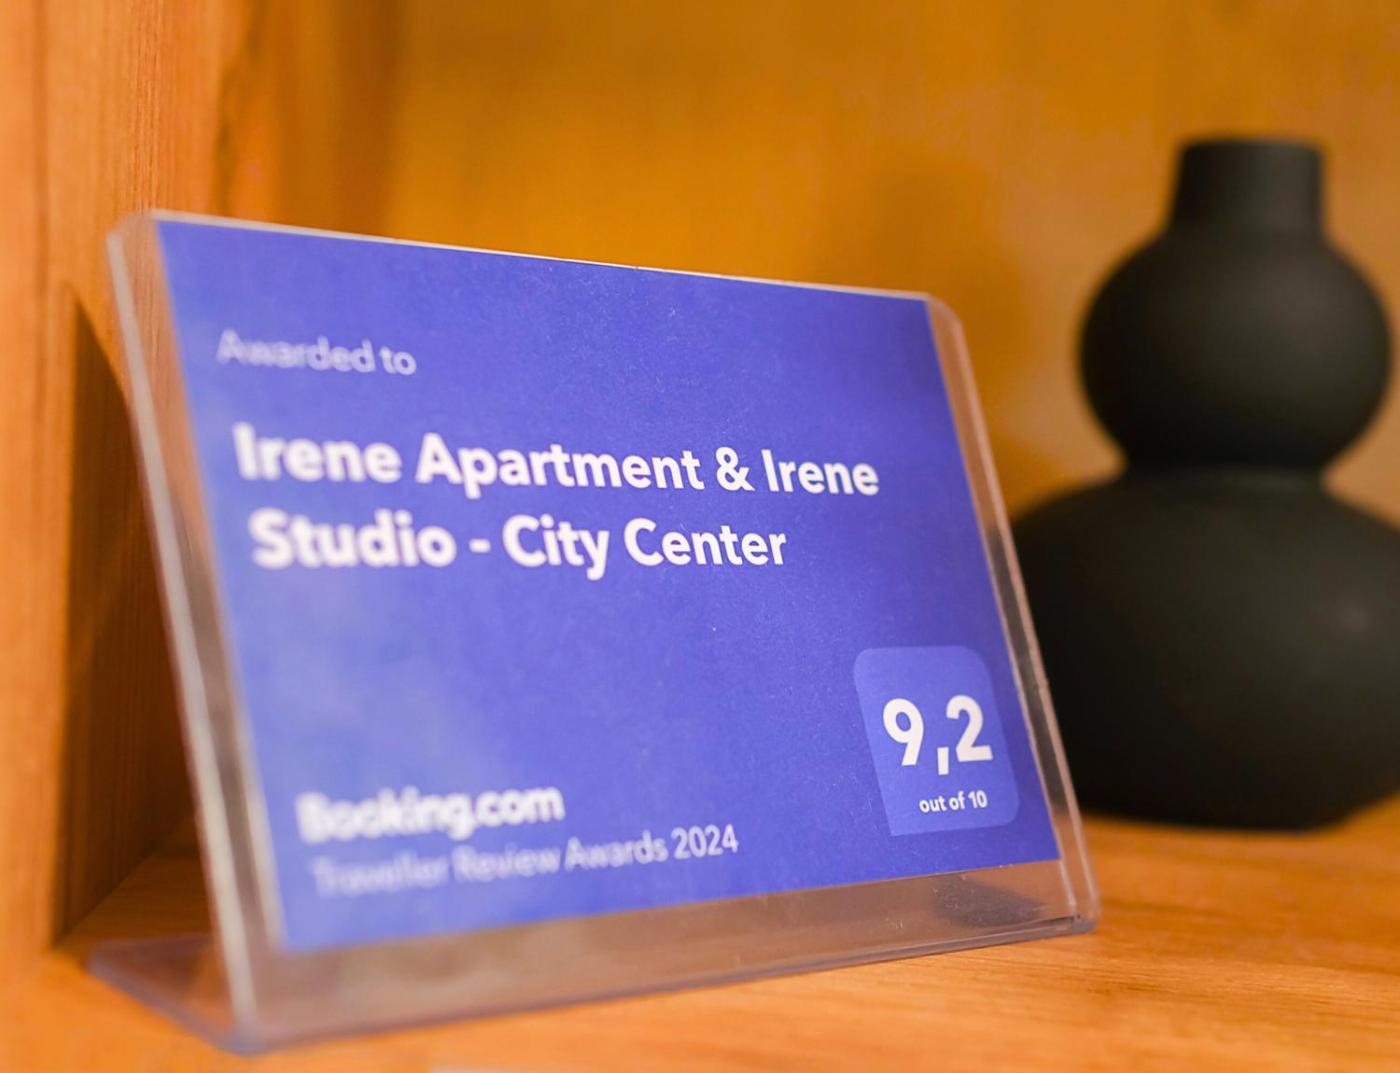 Awarded to
Irene Apartment & Irene
Studio - City Center
9,2
out of 10
Booking.com
Traveller Review Awards 2024